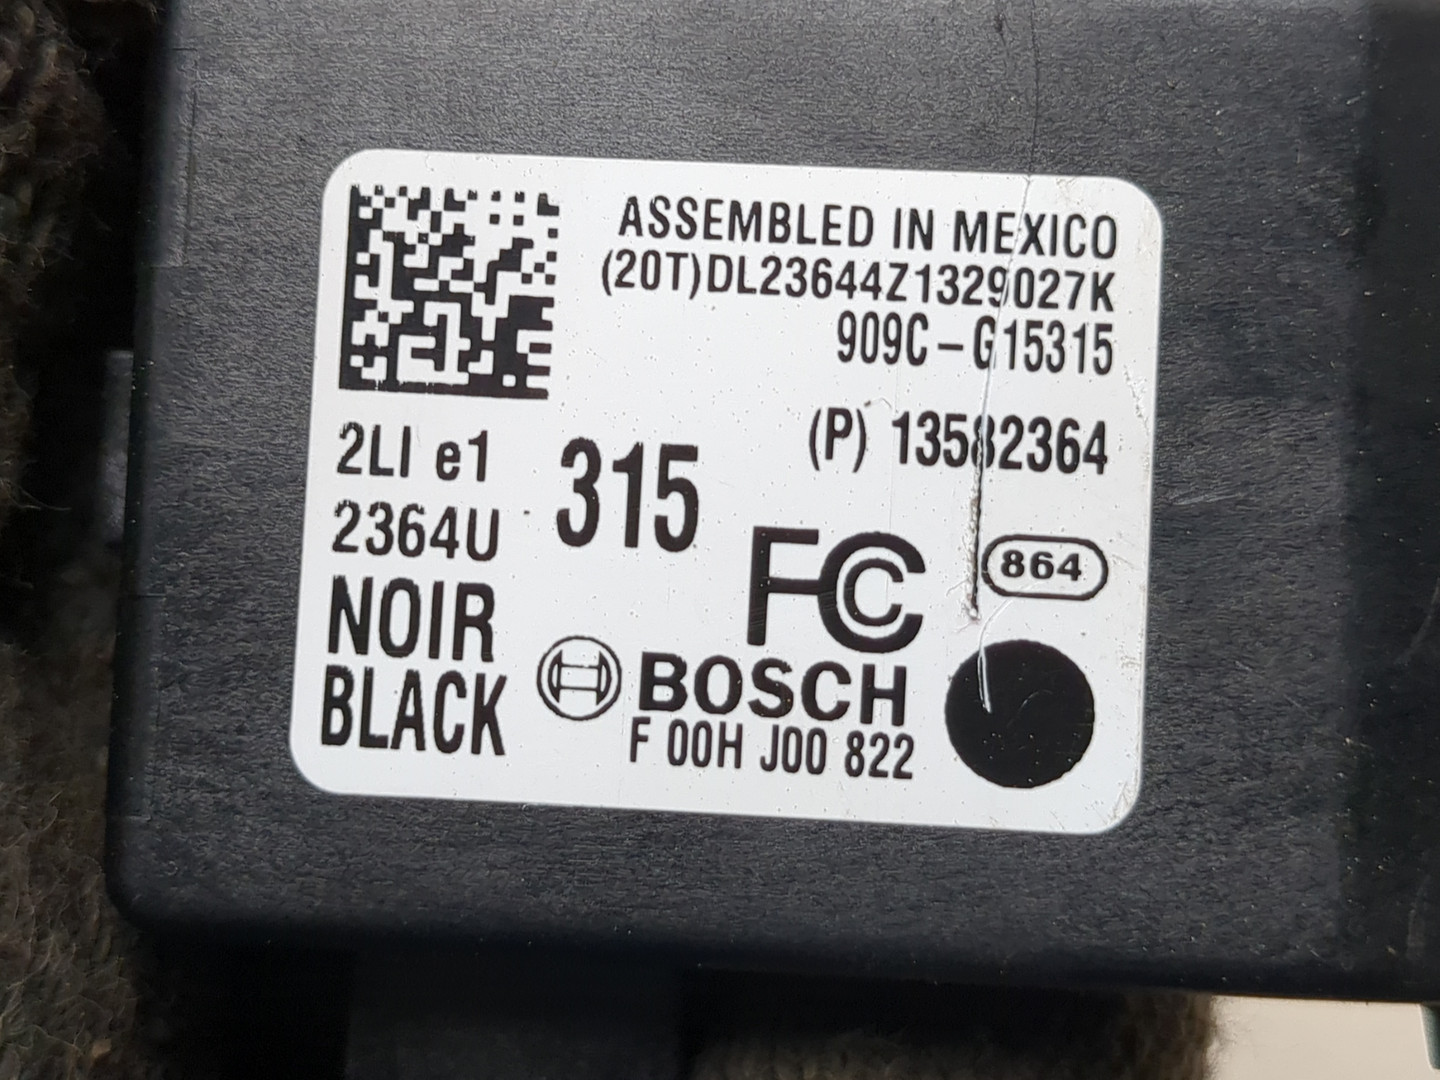 ASSEMBLED IN MEXICO
(20T)DL23644Z1329027K
909C-G15315
(P) 13582364
2LI e1
315
2364U
FC
864
NOIR
BLACK
BOSCH
F 00H J00 822